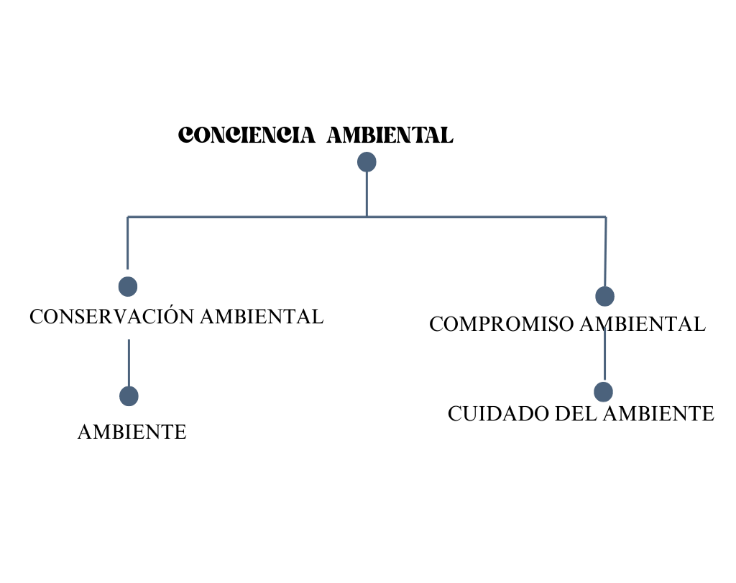 CONCIENCIA AMBIENTAL
CONSERVACIÓN AMBIENTAL
COMPROMISO AMBIENTAL
AMBIENTE
CUIDADO DEL AMBIENTE